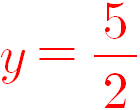 y = 5/2